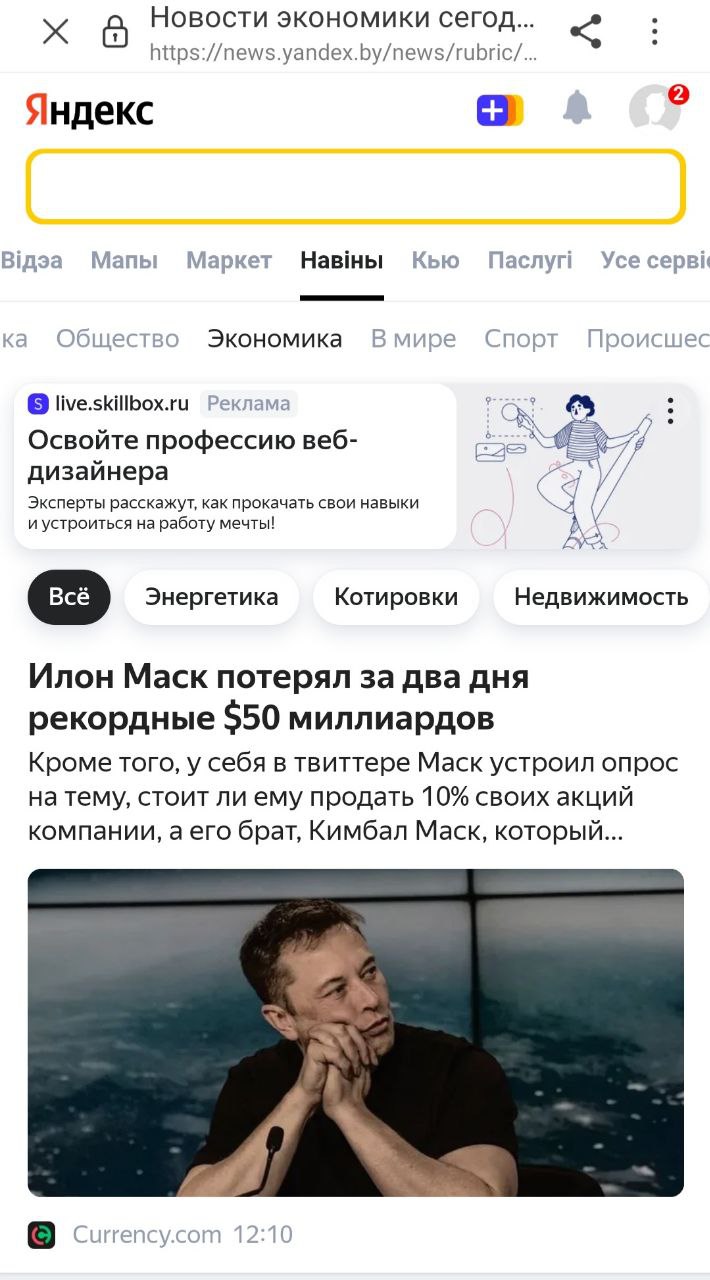 Новости экономики сегод...
https://news.yandex.by/news/rubric/...
Яндекс
2
Відэа Мапы Маркет Навіны Кью Паслугі Усе серві
ка Общество Экономика В мире Спорт Происшес
S live.skillbox.ru Реклама
Освойте профессию веб-
дизайнера
Эксперты расскажут, как прокачать свои навыки
и устроиться на работу мечты!
Всё Энергетика Котировки Недвижимость
Илон Маск потерял за два дня
рекордные $50 миллиардов
Кроме того, у себя в твиттере Маск устроил опрос
на тему, стоит ли ему продать 10% своих акций
компании, а его брат, Кимбал Маск, который...
Currency.com 12:10